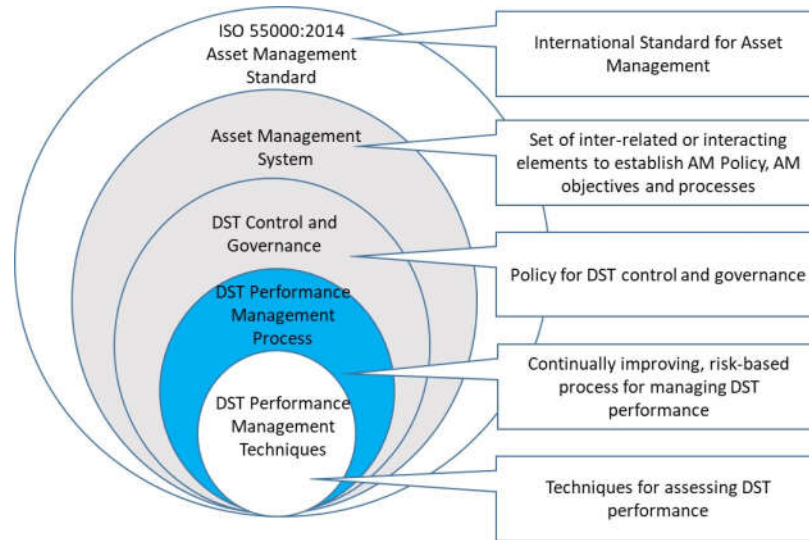 ISO 55000:2014
Asset Management
Standard
International Standard for Asset
Management
Asset Management
System
Set of inter-related or interacting
elements to establish AM Policy, AM
objectives and processes
DST Control and
Governance
Policy for DST control and governance
DST Performance
Management
Process
Continually improving, risk-based
process for managing DST
performance
DST Performance
Management
Techniques
Techniques for assessing DST
performance